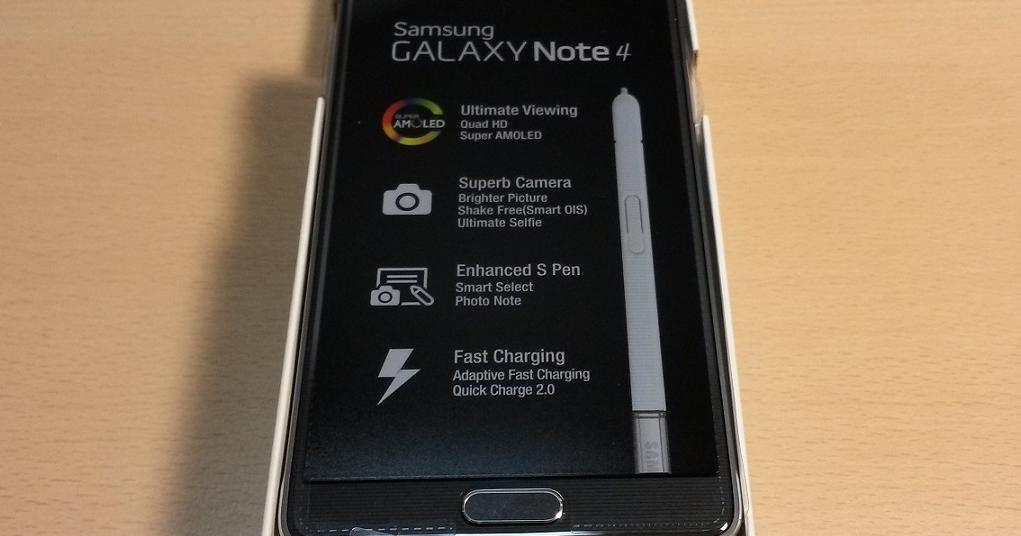 Samsung
GALAXY Note 4
SUPER
AMOLED
Ultimate Viewing
Quad HD
Super AMOLED
Superb Camera
Brighter Picture
Shake Free(Smart OIS)
Ultimate Selfie
Enhanced S Pen
Smart Select
Photo Note
Fast Charging
Adaptive Fast Charging
Quick Charge 2.0
SAM